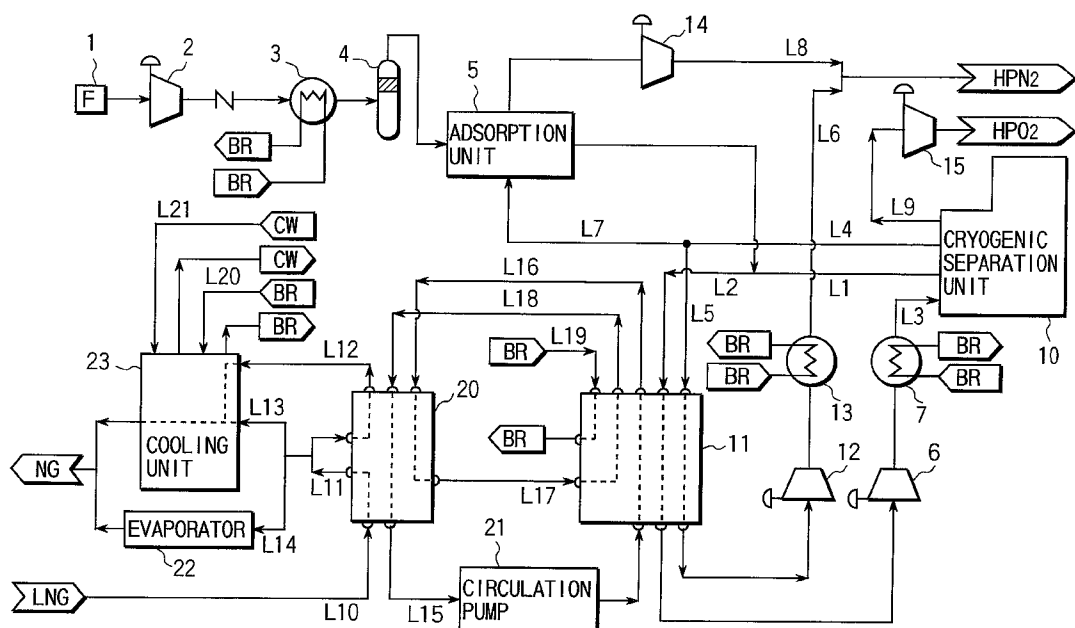 1
2
3
4
14
L8
HPN2
F
5
ADSORPTION
UNIT
L6
HPO2
15
BR
BR
L9
L21
CW
L7
L4
CRYOGENIC
SEPARATION
UNIT
CW
L20
L16
L2
L1
BR
L18
L5
L3
BR
L19
BR
10
23
L12
20
BR
BR
BR
BR
13
7
L13
COOLING
UNIT
BR
11
12
6
NG
L11
L17
EVAPORATOR
L14
22
21
LNG
L10
L15
CIRCULATION
PUMP